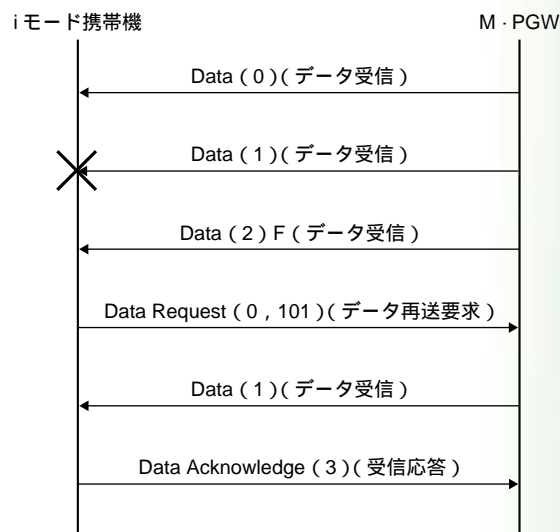 iモード携帯機
M‐PGW
Data(0)(データ受信)
Data(1)(データ受信)
Data(2)F(データ受信)
Data Request(0,101)(データ再送要求)
Data(1)(データ受信)
Data Acknowledge(3)(受信応答)